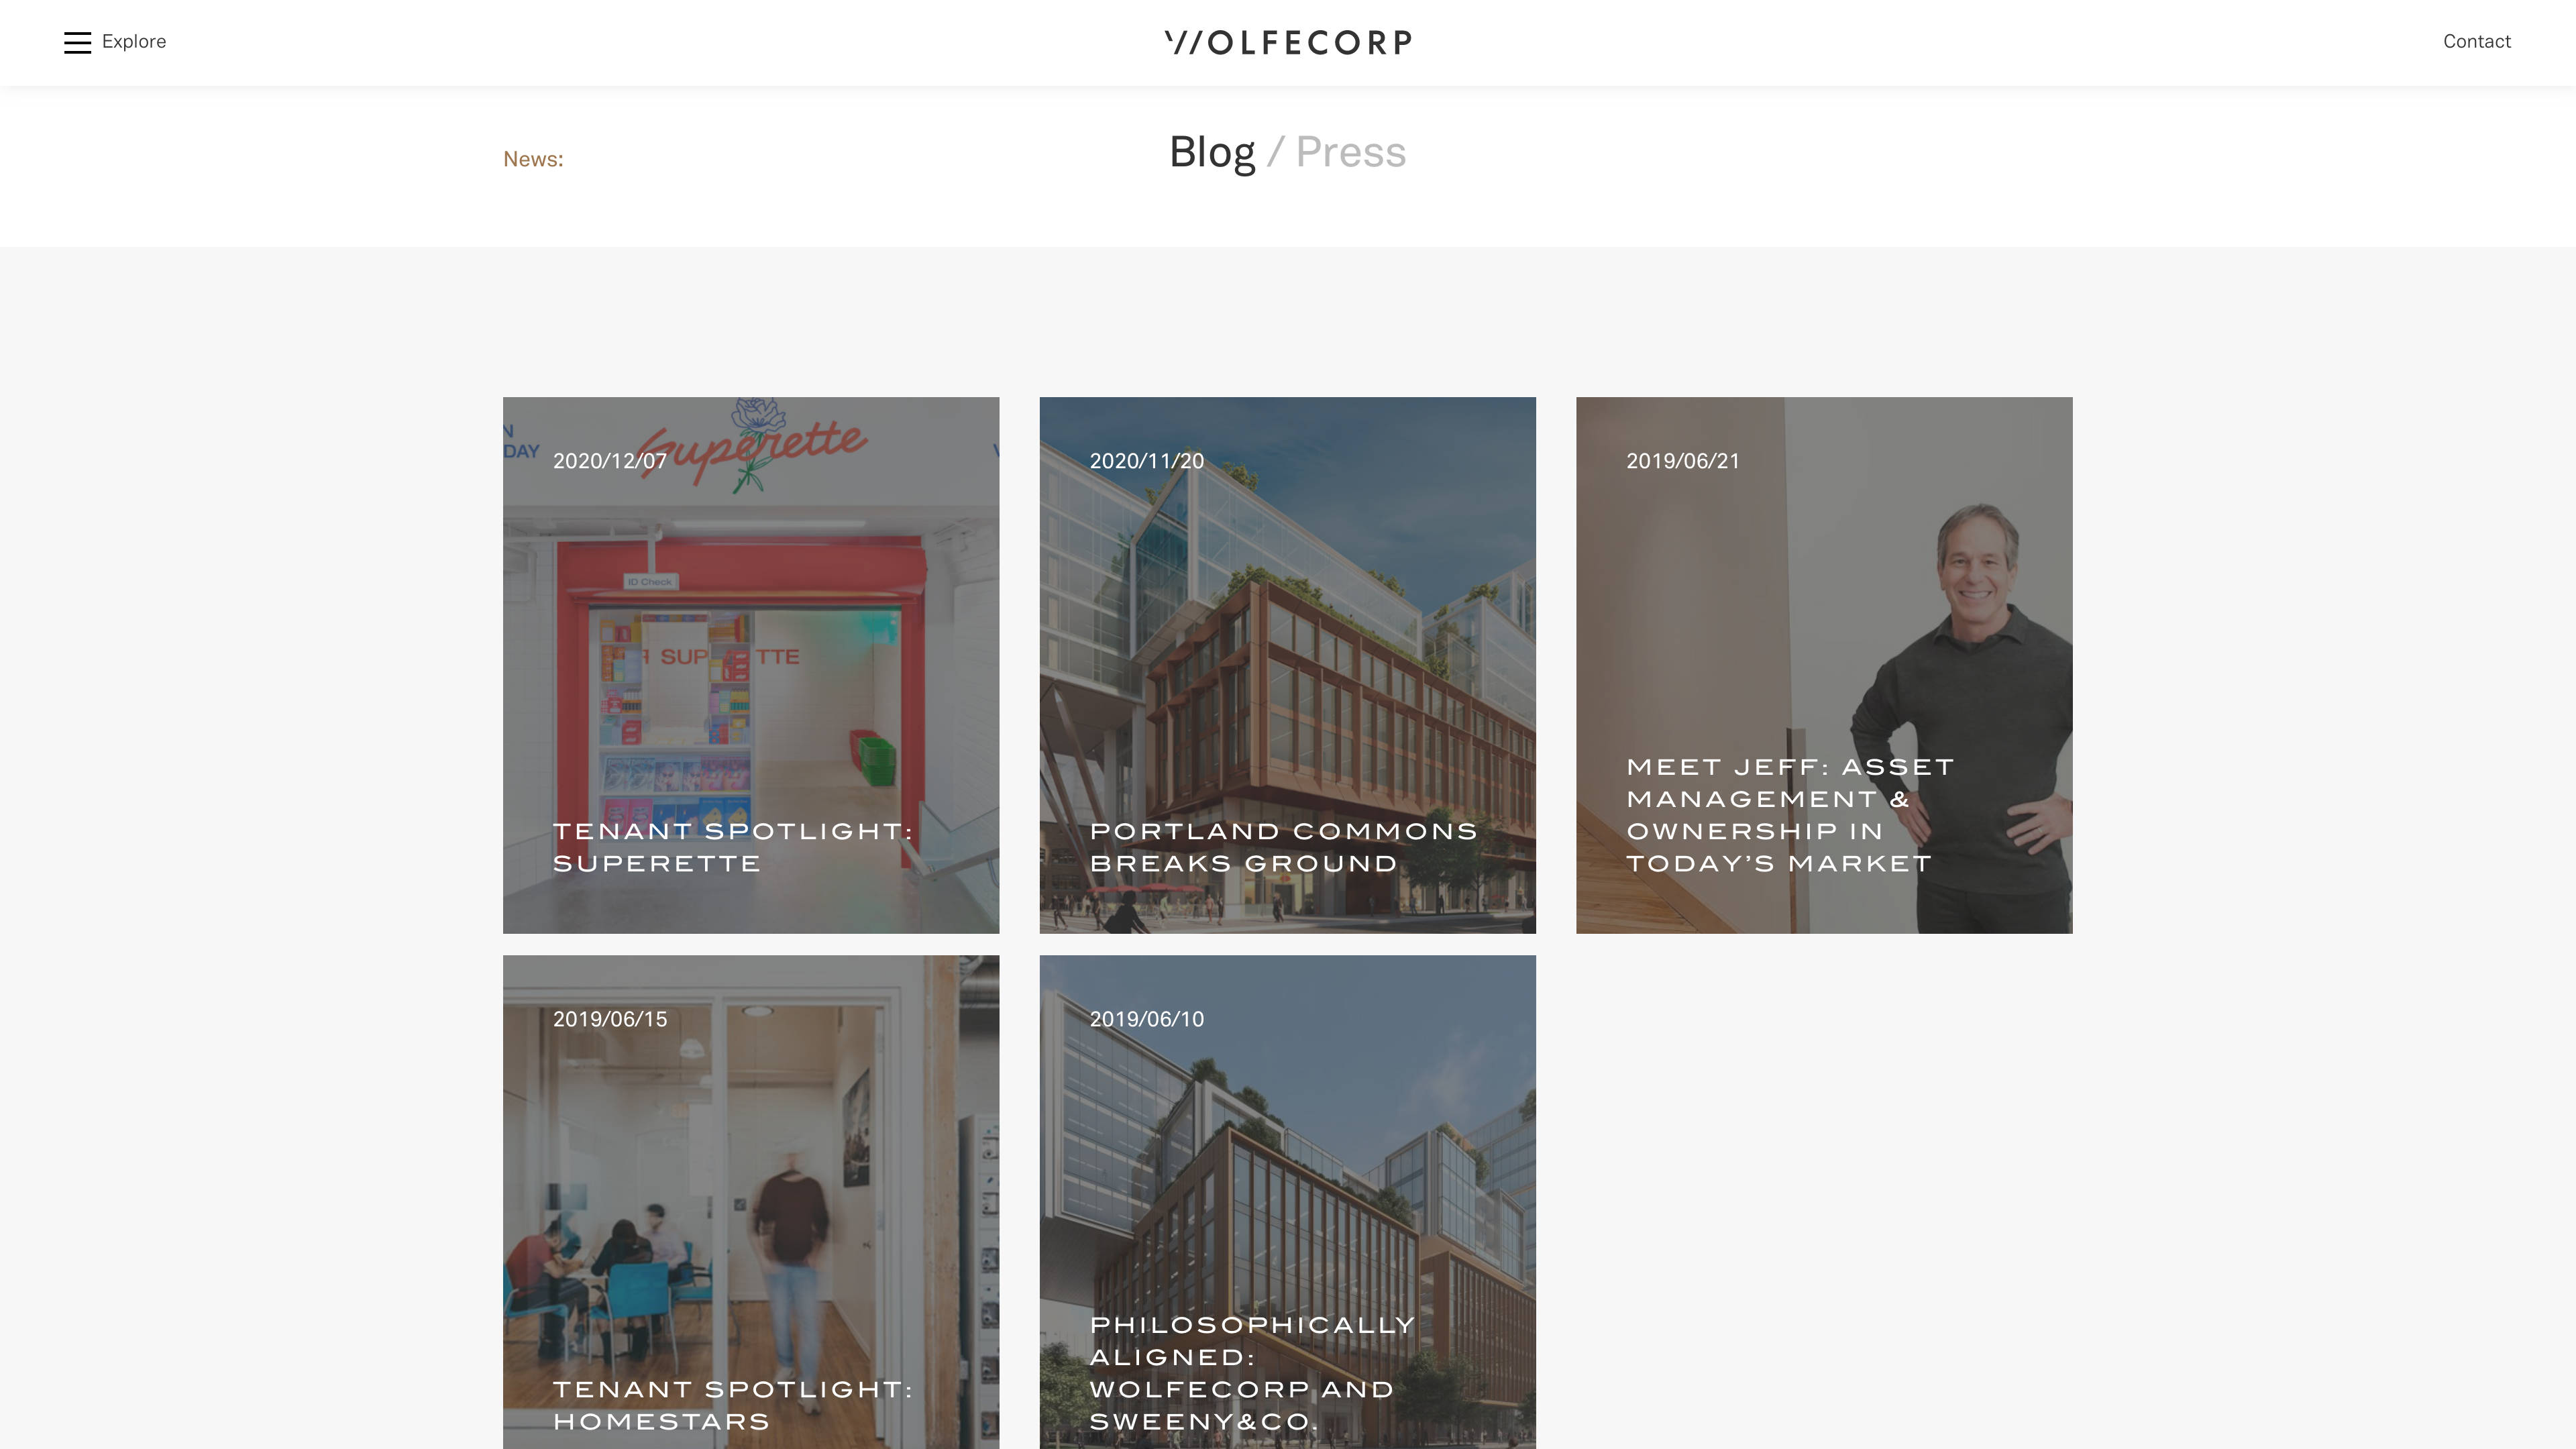 Explore
WOLFECORP
Contact
News:
Blog / Press
N
DAY
Superette
2020/12/07
ID Check
SUP
TTE
TENANT SPOTLIGHT:
SUPERETTE
2020/11/20
PORTLAND COMMONS
BREAKS GROUND
2019/06/21
MEET JEFF: ASSET
MANAGEMENT &
OWNERSHIP IN
TODAY’S MARKET
2019/06/15
TENANT SPOTLIGHT:
HOMESTARS
2019/06/10
PHILOSOPHICALLY
ALIGNED:
WOLFECORP AND
SWEENY&CO.